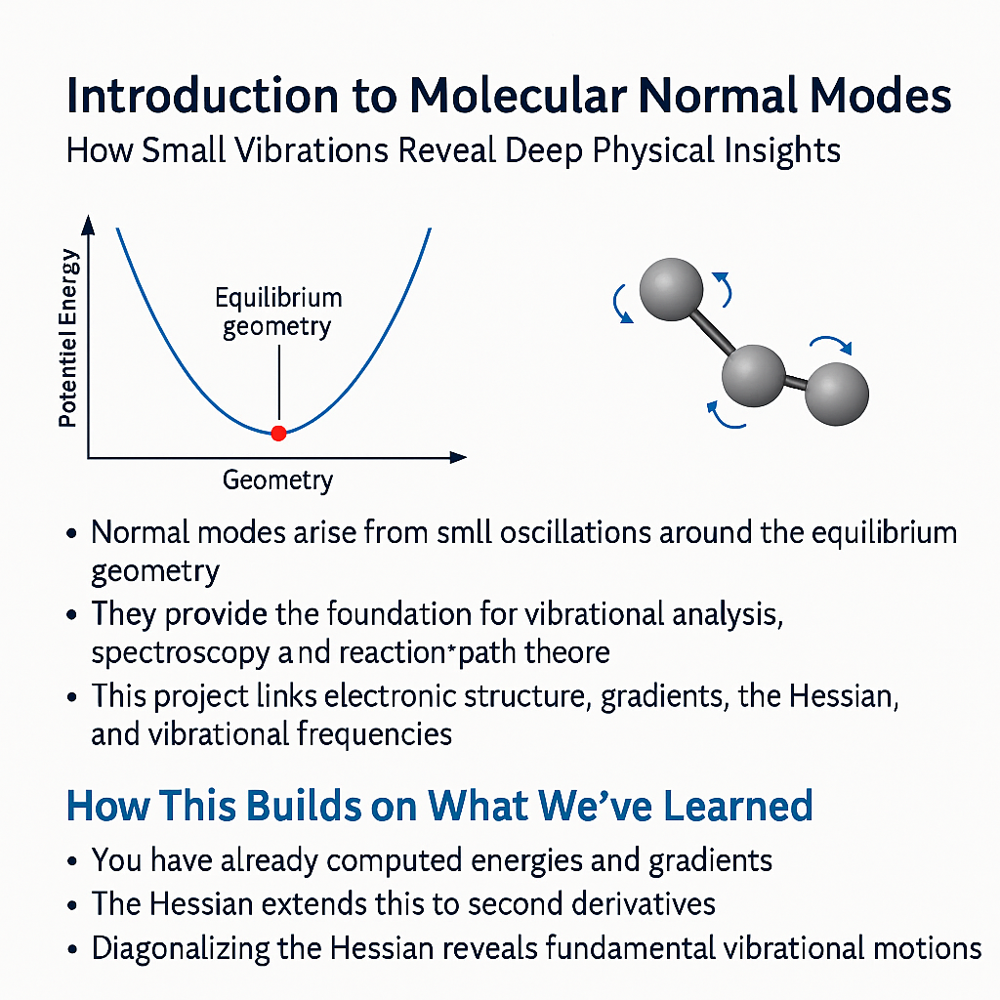 Introduction to Molecular Normal Modes
How Small Vibrations Reveal Deep Physical Insights
Potentiel Energy
Equilibrium
geometry
Geometry
• Normal modes arise from smll oscillations around the equilibrium
geometry
• They provide the foundation for vibrational analysis,
spectroscopy and reaction*path theore
• This project links electronic structure, gradients, the Hessian,
and vibrational frequencies
How This Builds on What We’ve Learned
• You have already computed energies and gradients
• The Hessian extends this to second derivatives
• Diagonalizing the Hessian reveals fundamental vibrational motions